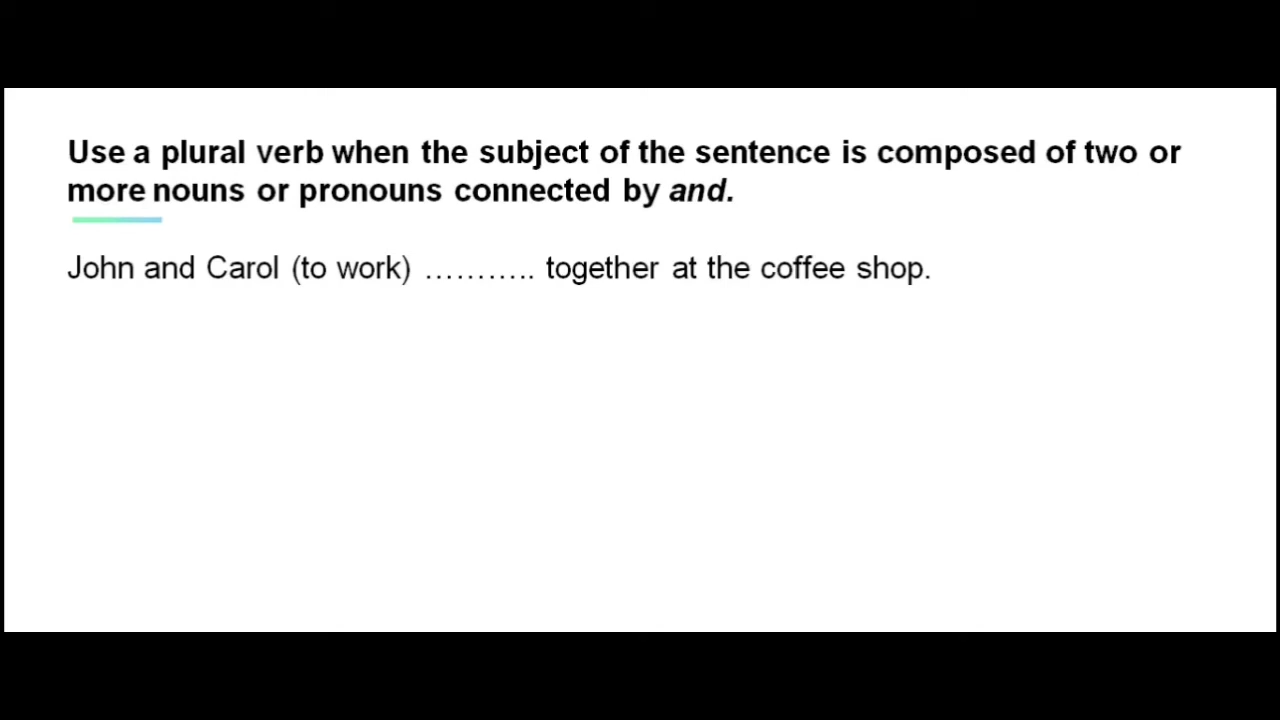 Use a plural verb when the subject of the sentence is composed of two or
more nouns or pronouns connected by and.
John and Carol (to work) ……….. together at the coffee shop.